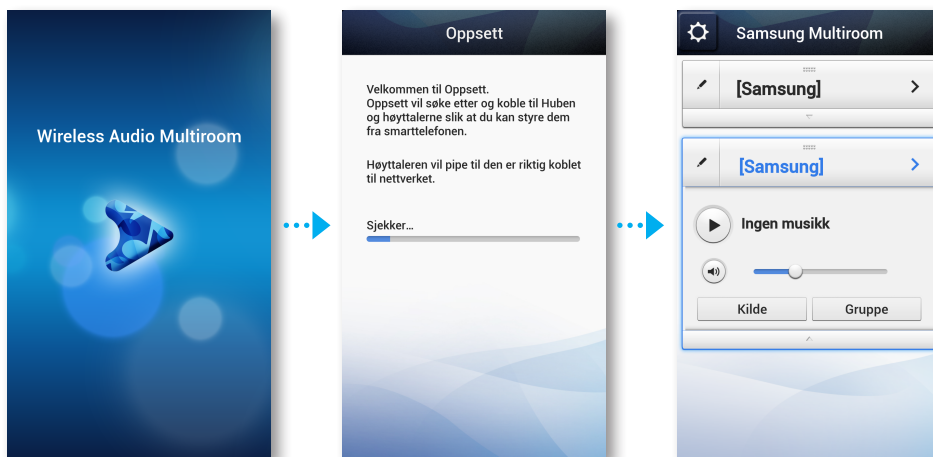 Wireless Audio Multiroom
Oppsett
Velkommen til Oppsett.
Oppsett vil søke etter og koble til Huben
og høyttalerne slik at du kan styre dem
fra smarttelefonen.
Høyttaleren vil pipe til den er riktig koblet
til nettverket.
Sjekker...
Samsung Multiroom
[Samsung]
[Samsung]
Ingen musikk
Kilde
Gruppe